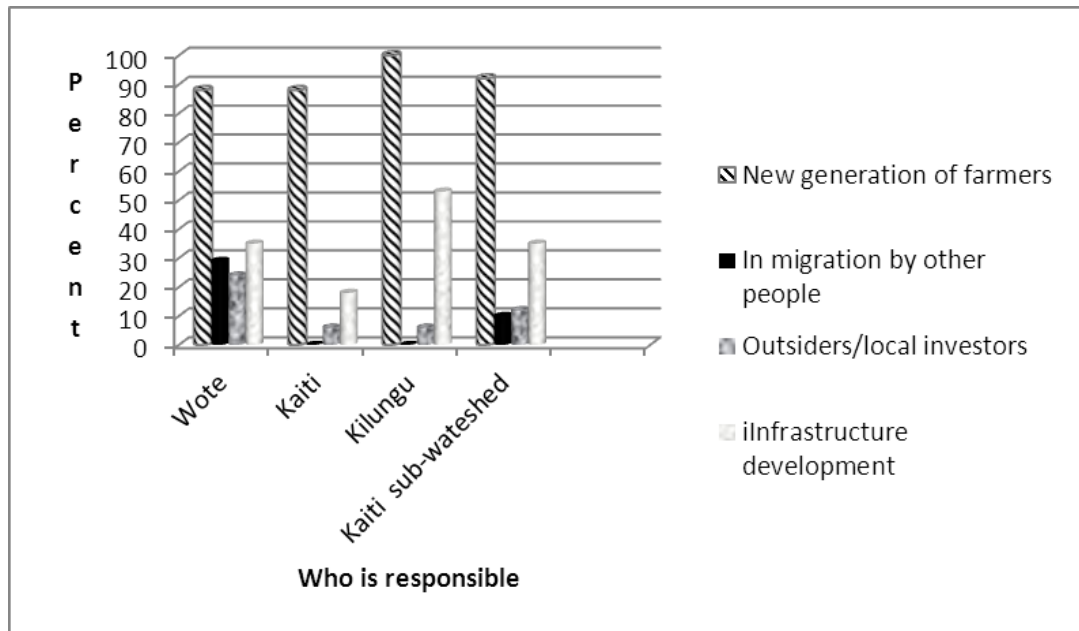 Percent
100
90
80
70
60
50
40
30
20
10
0
Wote
Kaiti
Kilungu
Kaiti sub-wateshed
Who is responsible
New generation of farmers
In migration by other
people
Outsiders/local investors
iInfrastructure
development